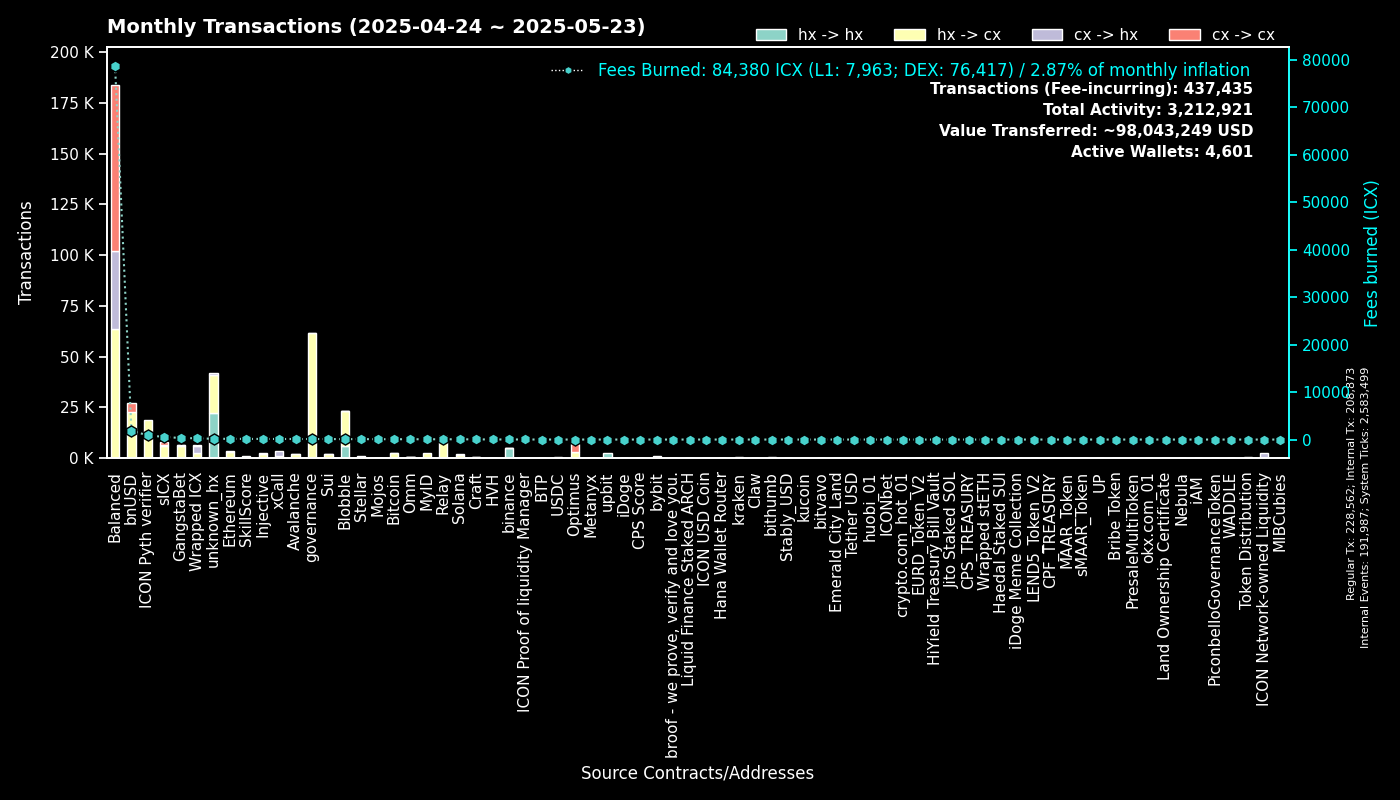 Monthly Transactions (2025-04-24 ~ 2025-05-23)
hx -> hx
hx -> cx
cx -> hx
cx -> cx
Fees Burned: 84,380 ICX (L1: 7,963; DEX: 76,417) / 2.87% of monthly inflation
Transactions (Fee-incurring): 437,435
Total Activity: 3,212,921
Value Transferred: ~98,043,249 USD
Active Wallets: 4,601
Transactions
200 K
175 K
150 K
125 K
100 K
75 K
50 K
25 K
0 K
80000
70000
60000
50000
40000
30000
20000
10000
0
Fees burned (ICX)
Regular Tx: 228,562; Internal Tx: 208,873
Internal Events: 191,987; System Ticks: 2,583,499
Balanced
bnUSD
ICON Pyth verifier
sICX
GangstaBet
Wrapped ICX
unknown_hx
Ethereum
SkillScore
Injective
xCall
Avalanche
governance
Sui
Blobble
Stellar
Mojos
Bitcoin
Omm
MyID
Relay
Solana
Craft
HVH
binance
ICON Proof of liquidity Manager
BTP
USDC
Optimus
Metanyx
upbit
iDoge
CPS Score
bybit
broof - we prove, verify and love you.
Liquid Finance Staked ARCH
ICON USD Coin
Hana Wallet Router
kraken
Claw
bithumb
Stably_USD
kucoin
bitvavo
Emerald City Land
Tether USD
huobi_01
ICONbet
crypto.com_hot_01
EURD_Token_V2
HiYield Treasury Bill Vault
Jito Staked SOL
CPS_TREASURY
Wrapped stETH
Haedal Staked SUI
iDoge Meme Collection
LEND5_Token_V2
CPF_TREASURY
MAAR_Token
sMAAR_Token
UP
Bribe Token
PresaleMultiToken
okx.com_01
Land Ownership Certificate
Nebula
iAM
PiconbelloGovernanceToken
WADDLE
Token Distribution
ICON Network-owned Liquidity
MIBCubies
Source Contracts/Addresses